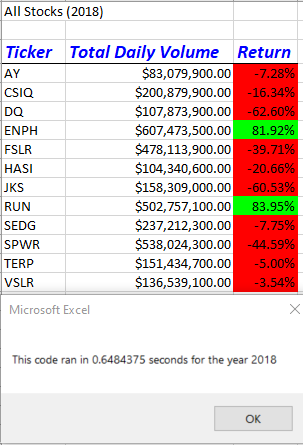 All Stocks (2018)
Ticker Total Daily Volume Return
AY $83,079,900.00 -7.28%
CSIQ $200,879,900.00 -16.34%
DQ $107,873,900.00 -62.60%
ENPH $607,473,500.00 81.92%
FSLR $478,113,900.00 -39.71%
HASI $104,340,600.00 -20.66%
JKS $158,309,000.00 -60.53%
RUN $502,757,100.00 83.95%
SEDG $237,212,300.00 -7.75%
SPWR $538,024,300.00 -44.59%
TERP $151,434,700.00 -5.00%
VSLR $136,539,100.00 -3.54%
Microsoft Excel
This code ran in 0.6484375 seconds for the year 2018
OK